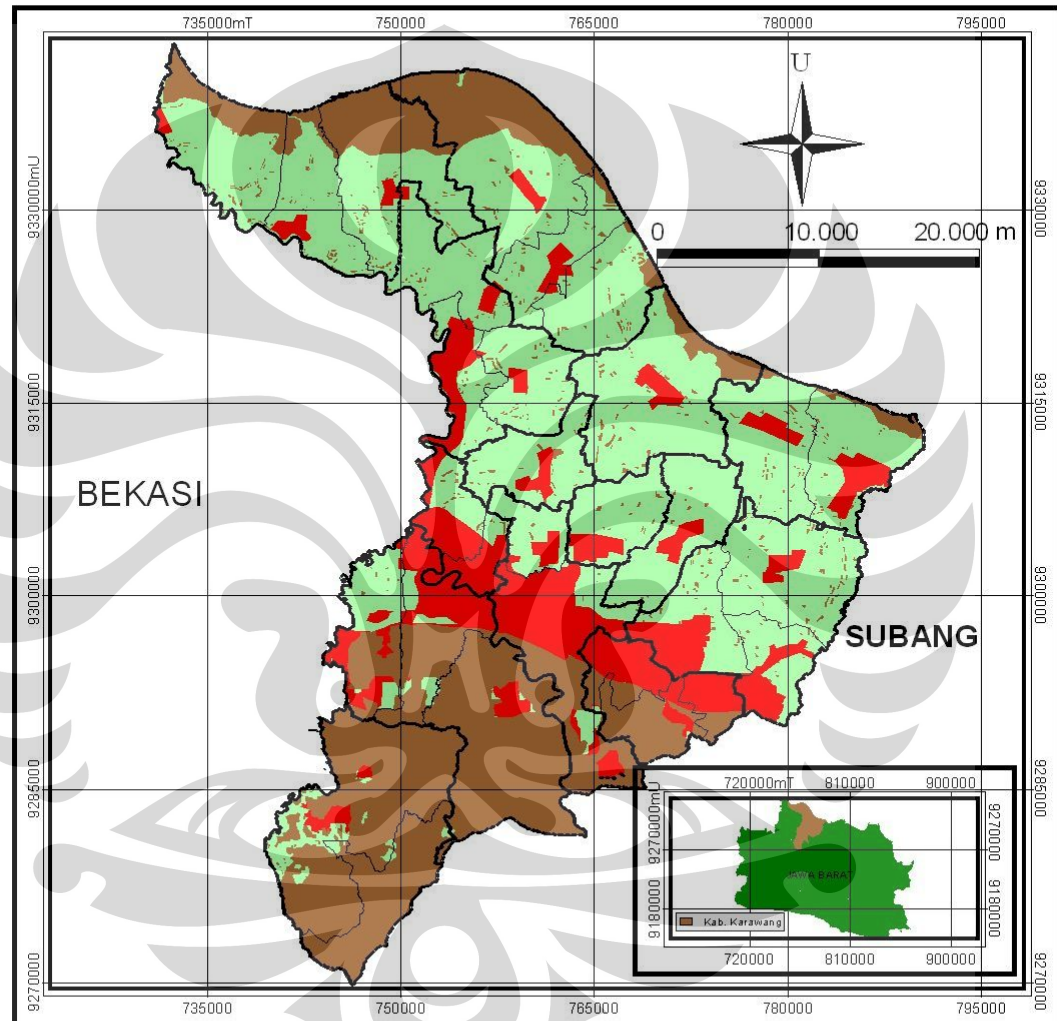 735000mT 750000 765000 780000 795000
U
9330000mU 9330000
0 10.000 20.000 m
9315000 9315000
BEKASI
9300000 9300000
SUBANG
9285000 9285000
720000mT 810000 900000
9270000mU 9270000
JAWA BARAT
9180000 9180000
Kab. Karawang
720000 810000 900000
9270000 9270000
735000 750000 765000 780000 795000